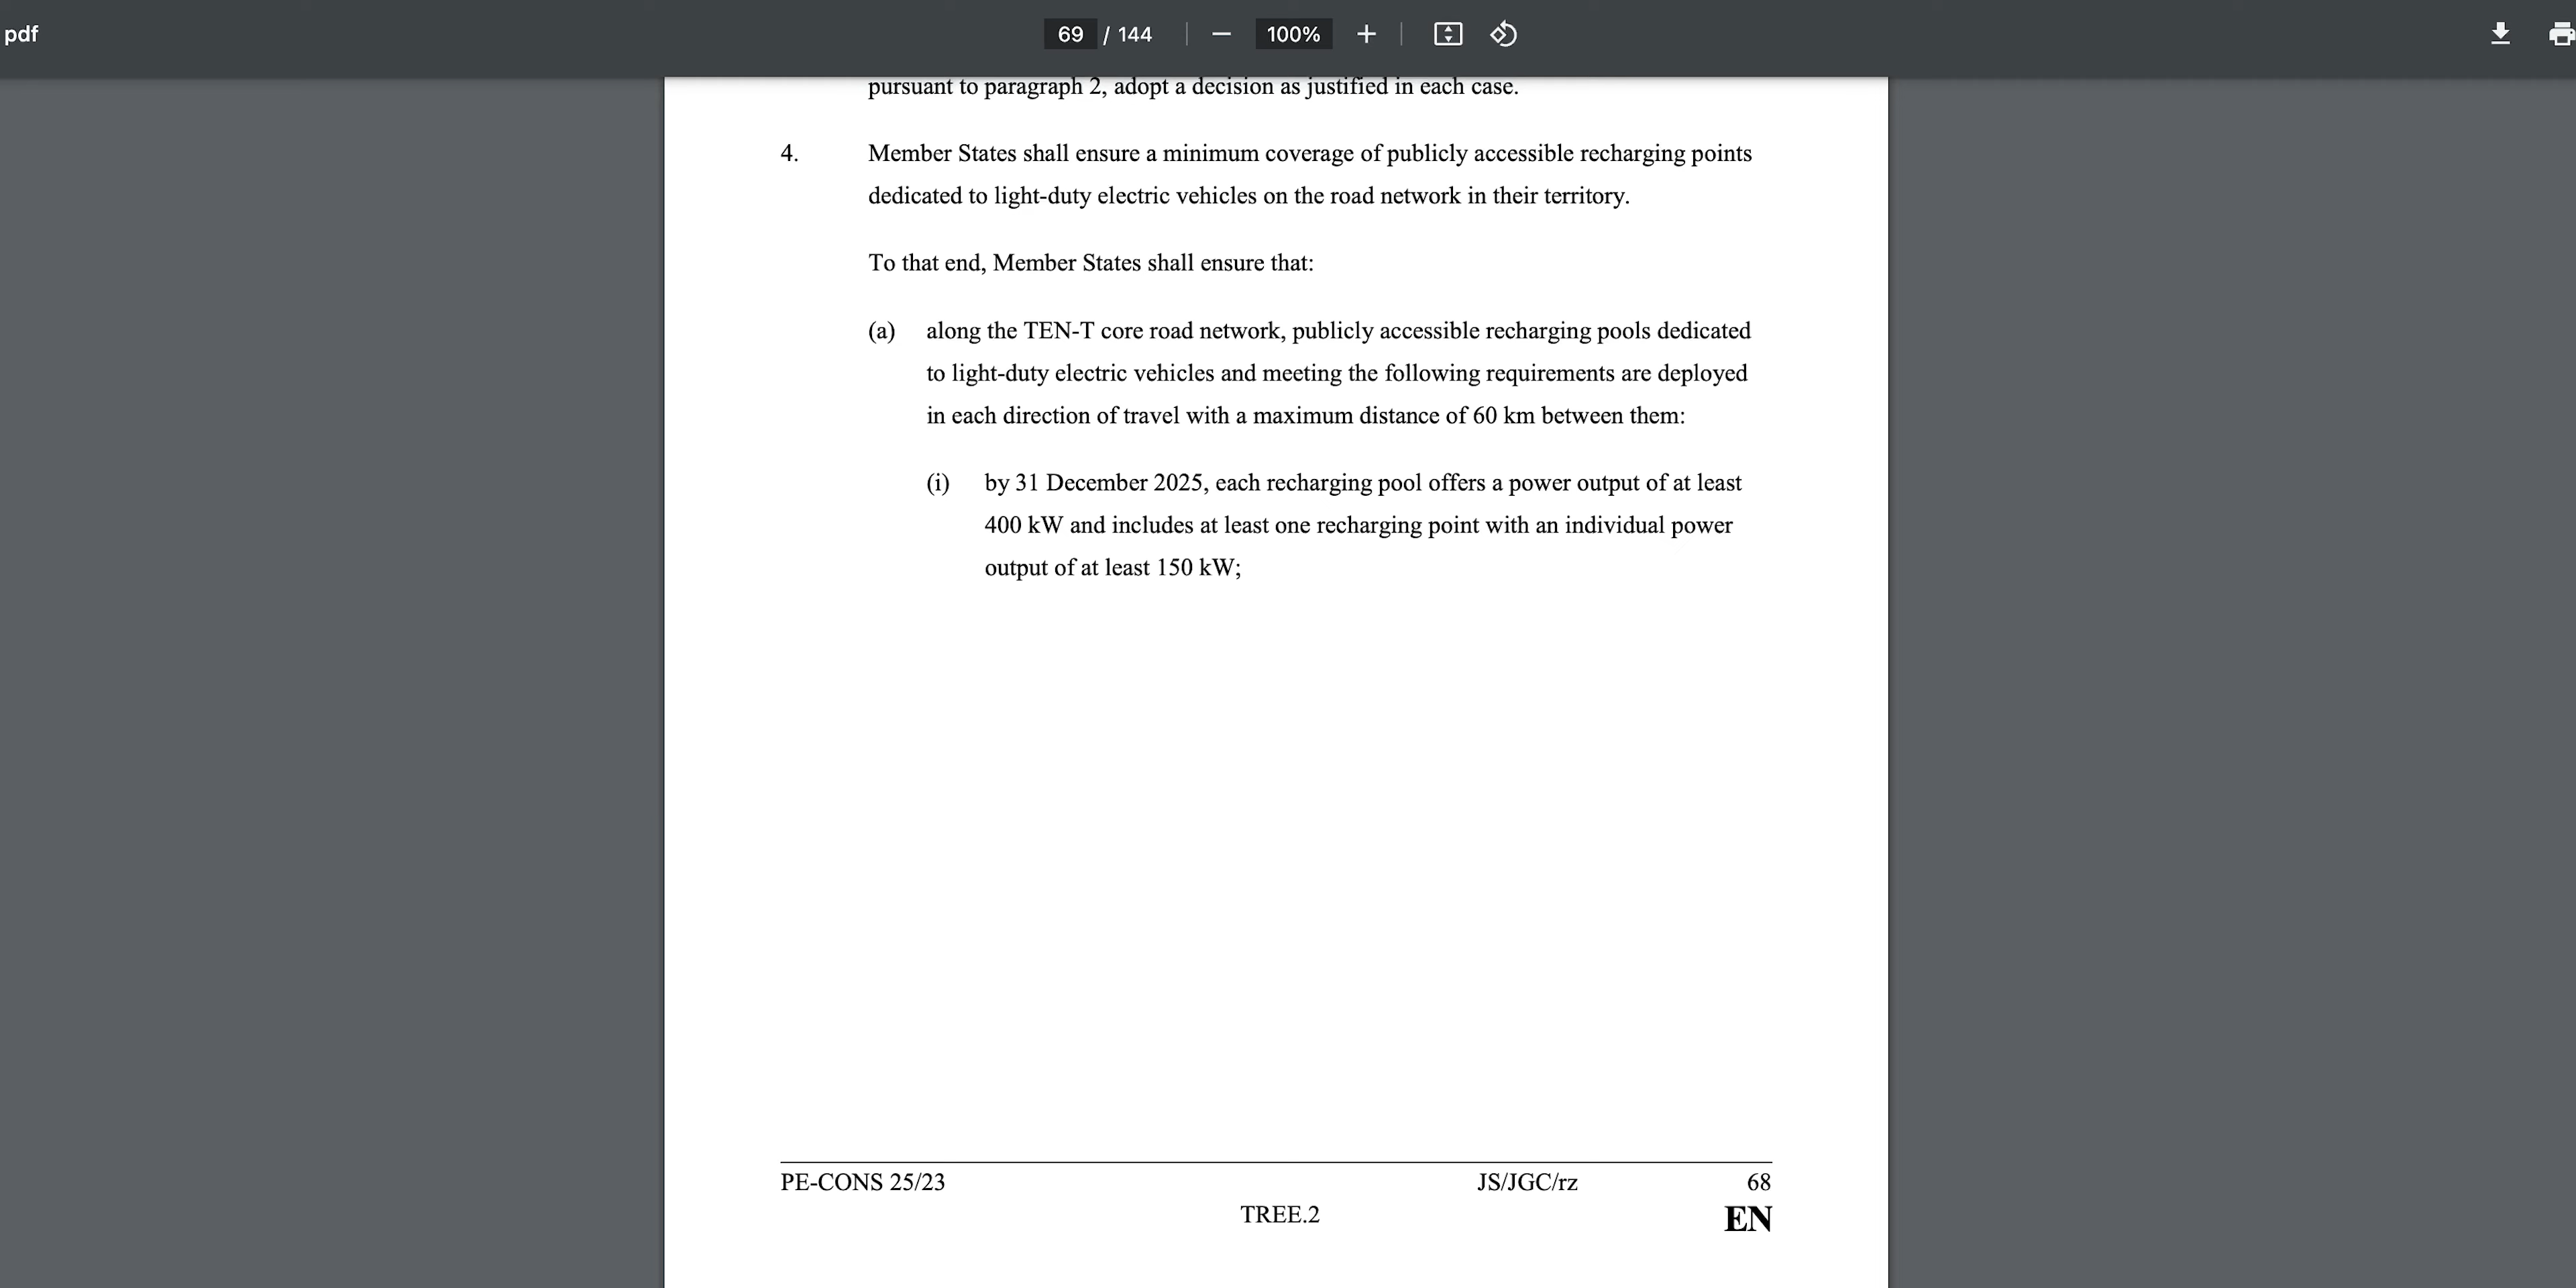 pdf
69 / 144
100%
pursuant to paragraph 2, adopt a decision as justified in each case.
4. Member States shall ensure a minimum coverage of publicly accessible recharging points
dedicated to light-duty electric vehicles on the road network in their territory.
To that end, Member States shall ensure that:
(a) along the TEN-T core road network, publicly accessible recharging pools dedicated
to light-duty electric vehicles and meeting the following requirements are deployed
in each direction of travel with a maximum distance of 60 km between them:
(i) by 31 December 2025, each recharging pool offers a power output of at least
400 kW and includes at least one recharging point with an individual power
output of at least 150 kW;
PE-CONS 25/23 JS/JGC/rz 68
TREE.2 EN